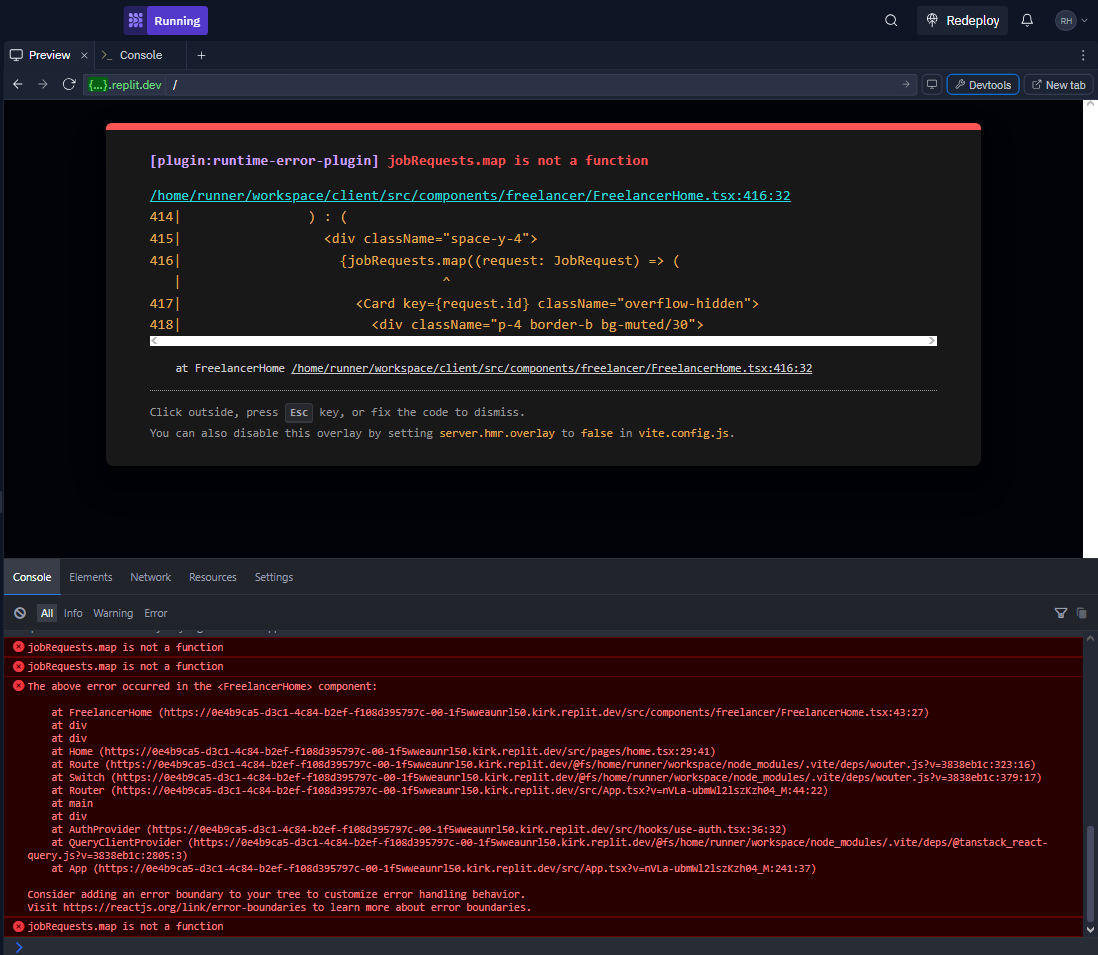 Running
Redeploy
RH
Preview
>_ Console
{...}.replit.dev /
Devtools
New tab
[plugin:runtime-error-plugin] jobRequests.map is not a function
/home/runner/workspace/client/src/components/freelancer/FreelancerHome.tsx:416:32
414| ) : (
415| <div className="space-y-4">
416| {jobRequests.map((request: JobRequest) => (
| ^
417| <Card key={request.id} className="overflow-hidden">
418| <div className="p-4 border-b bg-muted/30">
at FreelancerHome /home/runner/workspace/client/src/components/freelancer/FreelancerHome.tsx:416:32
Click outside, press Esc key, or fix the code to dismiss.
You can also disable this overlay by setting server.hmr.overlay to false in vite.config.js.
Console Elements Network Resources Settings
All Info Warning Error
jobRequests.map is not a function
jobRequests.map is not a function
The above error occurred in the <FreelancerHome> component:
at FreelancerHome (https://0e4b9ca5-d3c1-4c84-b2ef-f108d395797c-00-1f5wweaunrl50.kirk.replit.dev/src/components/freelancer/FreelancerHome.tsx:43:27)
at div
at div
at Home (https://0e4b9ca5-d3c1-4c84-b2ef-f108d395797c-00-1f5wweaunrl50.kirk.replit.dev/src/pages/home.tsx:29:41)
at Route (https://0e4b9ca5-d3c1-4c84-b2ef-f108d395797c-00-1f5wweaunrl50.kirk.replit.dev/@fs/home/runner/workspace/node_modules/.vite/deps/wouter.js?v=3838eb1c:323:16)
at Switch (https://0e4b9ca5-d3c1-4c84-b2ef-f108d395797c-00-1f5wweaunrl50.kirk.replit.dev/@fs/home/runner/workspace/node_modules/.vite/deps/wouter.js?v=3838eb1c:379:17)
at Router (https://0e4b9ca5-d3c1-4c84-b2ef-f108d395797c-00-1f5wweaunrl50.kirk.replit.dev/src/App.tsx?v=nVLa-ubmWl2lszKzh04_M:44:22)
at main
at div
at AuthProvider (https://0e4b9ca5-d3c1-4c84-b2ef-f108d395797c-00-1f5wweaunrl50.kirk.replit.dev/src/hooks/use-auth.tsx:36:32)
at QueryClientProvider (https://0e4b9ca5-d3c1-4c84-b2ef-f108d395797c-00-1f5wweaunrl50.kirk.replit.dev/@fs/home/runner/workspace/node_modules/.vite/deps/@tanstack_react-
query.js?v=3838eb1c:2805:3)
at App (https://0e4b9ca5-d3c1-4c84-b2ef-f108d395797c-00-1f5wweaunrl50.kirk.replit.dev/src/App.tsx?v=nVLa-ubmWl2lszKzh04_M:241:37)
Consider adding an error boundary to your tree to customize error handling behavior.
Visit https://reactjs.org/link/error-boundaries to learn more about error boundaries.
jobRequests.map is not a function